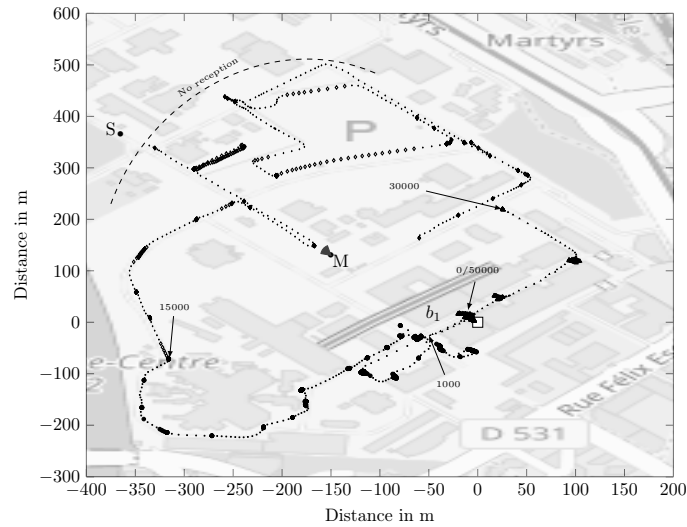 600
500
400
300
200
100
0
−100
−200
−300
−400
−350
−300
−250
−200
−150
−100
−50
0
50
100
150
200
Distance in m
Distance in m
Martyrs
No reception
P
S
M
30000
0/50000
b1
15000
1000
e-Centre
2
Rue Félix Es
D 531